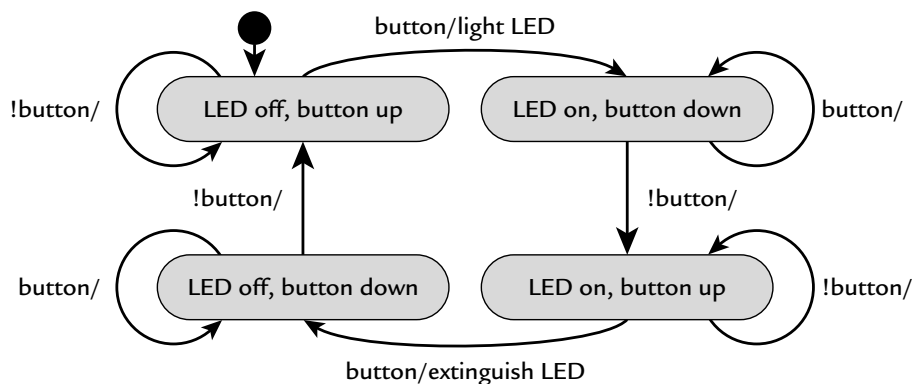 button/light LED
!button/
LED off, button up
LED on, button down
button/
!button/
!button/
button/
LED off, button down
LED on, button up
!button/
button/extinguish LED